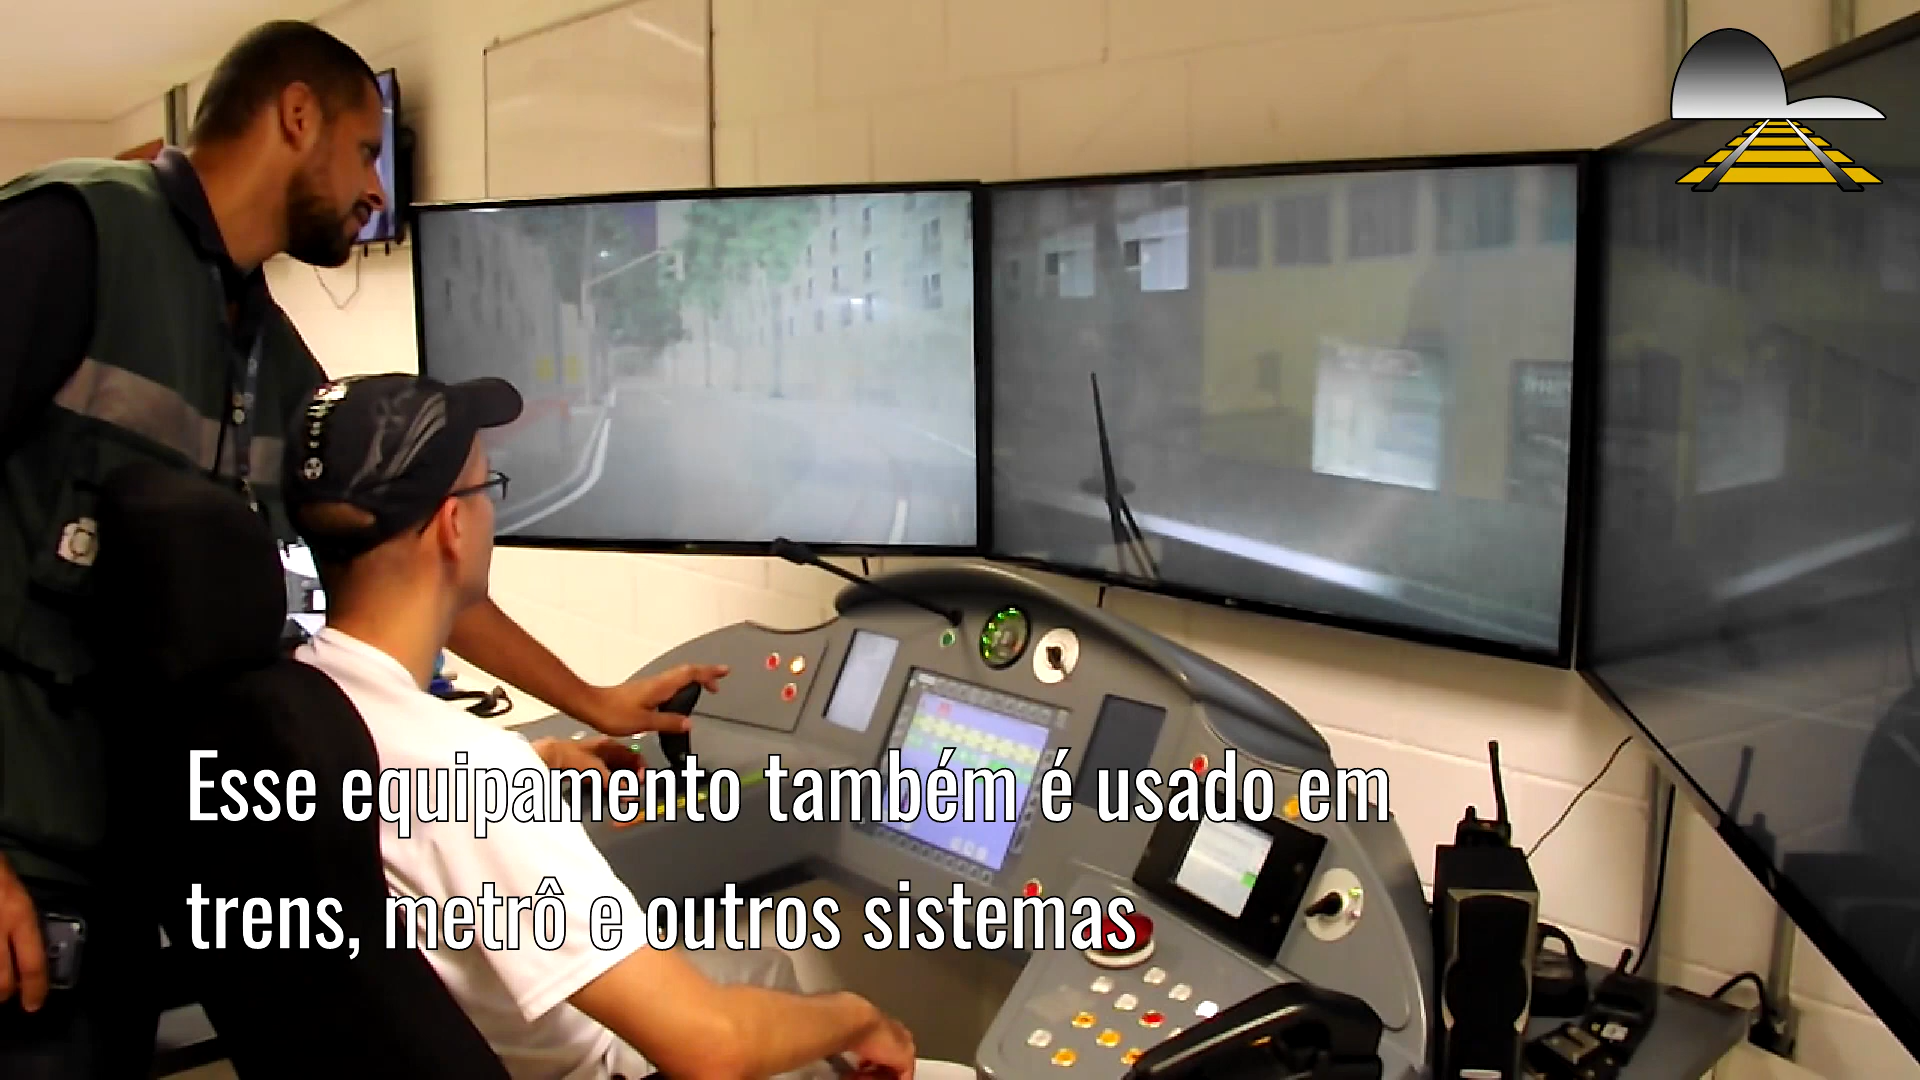 Esse equipamento também é usado em
trens, metrô e outros sistemas